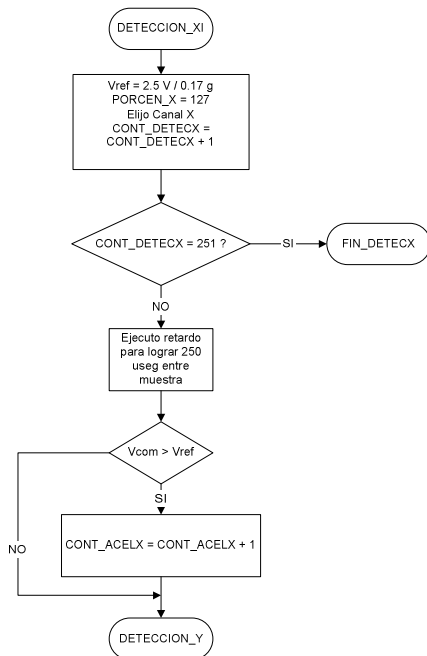 DETECCION_XI
Vref = 2.5 V / 0.17 g
PORCEN_X = 127
Elijo Canal X
CONT_DETECX =
CONT_DETECX + 1
CONT_DETECX = 251 ?
SI
FIN_DETECX
NO
Ejecuto retardo
para lograr 250
useg entre
muestra
Vcom > Vref
SI
NO
CONT_ACELX = CONT_ACELX + 1
DETECCION_Y